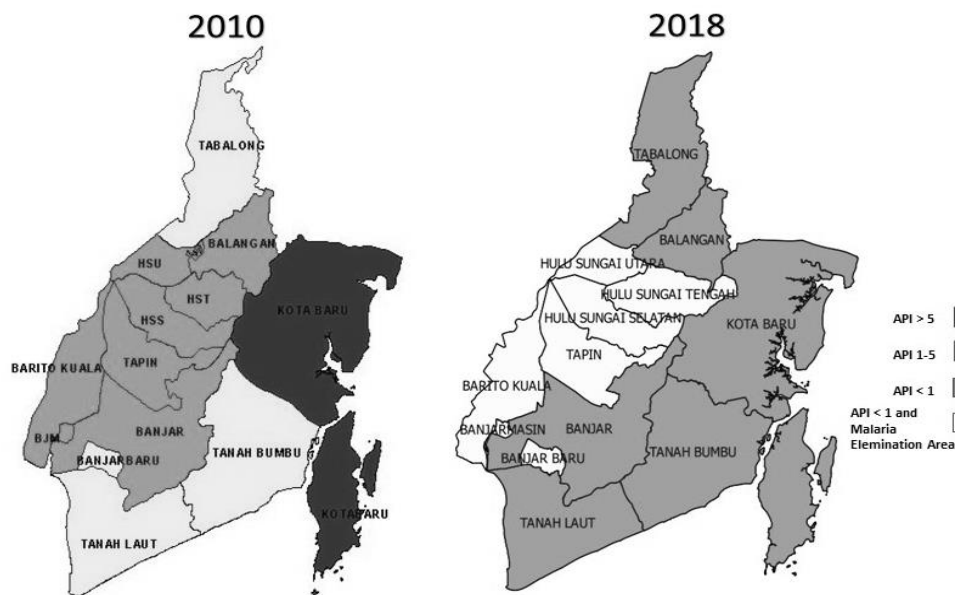 2010
TABALONG
BALANGAN
HSU
HST
KOTA BARU
HSS
TAPIN
BARITO KUALA
BJM
BANJAR
BANJARBARU
TANAH BUMBU
KOTABARU
TANAH LAUT
2018
TABALONG
BALANGAN
HULU SUNGAI UTARA
HULU SUNGAI TENGAH
HULU SUNGAI SELATAN
KOTA BARU
TAPIN
BARITO KUALA
BANJARMASIN
BANJAR
BANJAR BARU
TANAH BUMBU
TANAH LAUT
API > 5
API 1-5
API < 1
API < 1 and
Malaria
Elemination Area